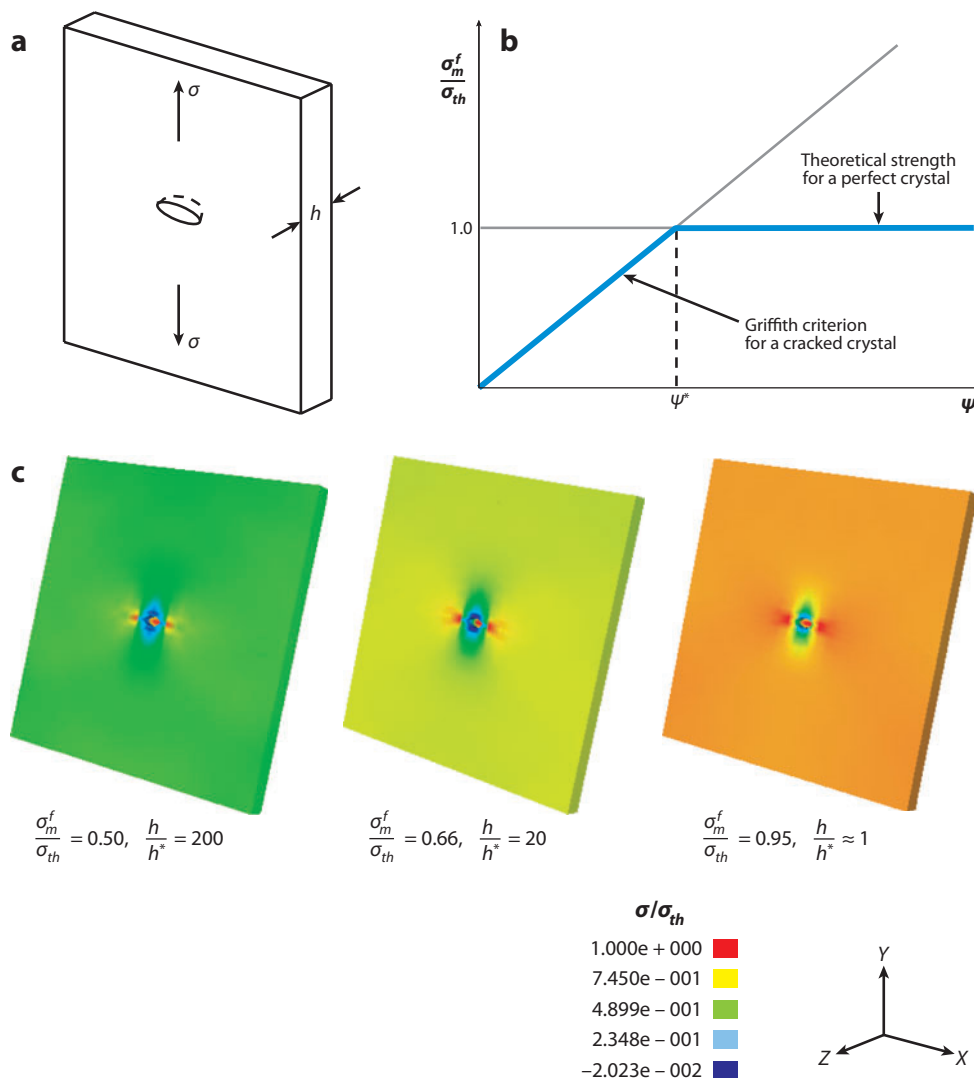 a
σ
h
σ
b
σ_m^f / σ_th
1.0
Theoretical strength
for a perfect crystal
Griffith criterion
for a cracked crystal
ψ*
ψ
c
σ_m^f / σ_th = 0.50, h / h* = 200
σ_m^f / σ_th = 0.66, h / h* = 20
σ_m^f / σ_th = 0.95, h / h* ≈ 1
σ/σ_th
1.000e + 000
7.450e – 001
4.899e – 001
2.348e – 001
–2.023e – 002
Y
Z
X